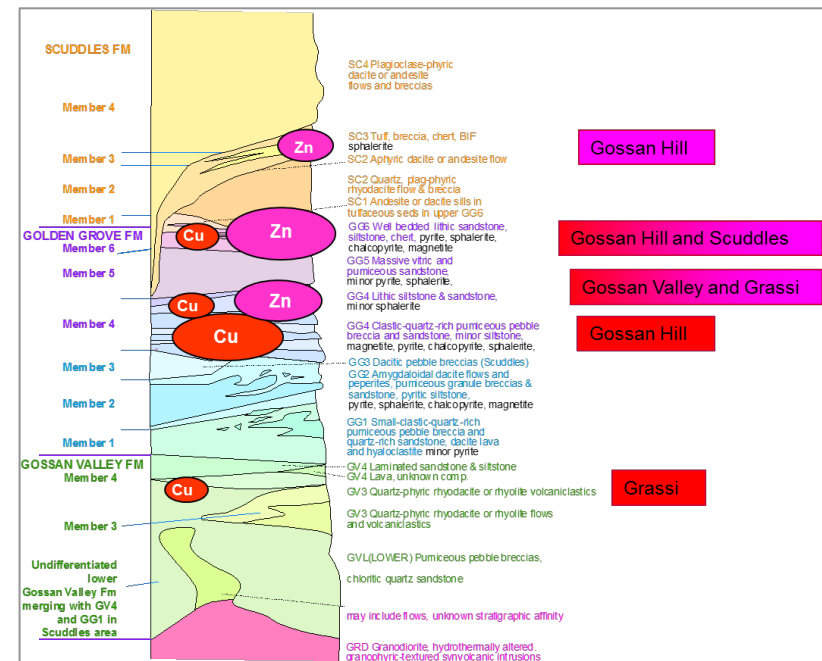 SCUDDLES FM
Member 4
Member 3
Member 2
Member 1
GOLDEN GROVE FM
Member 6
Member 5
Member 4
Member 3
Member 2
Member 1
GOSSAN VALLEY FM
Member 4
Member 3
Undifferentiated
lower
Gossan Valley Fm
merging with GV4
and GG1 in
Scuddles area
Zn
Cu
Zn
Cu
Zn
Cu
Cu
SC4 Plagioclase-phyric
dacite or andesite
flows and breccias
SC3 Tuff, breccia, chert, BIF
sphalerite
SC2 Aphyric dacite or andesite flow
SC2 Quartz, plag-phyric
rhyodacite flow & breccia
SC1 Andesite or dacite sills in
tuffaceous seds in upper GG6
GG6 Well bedded lithic sandstone,
siltstone, chert, pyrite, sphalerite,
chalcopyrite, magnetite
GG5 Massive vitric and
pumiceous sandstone,
minor pyrite, sphalerite,
GG4 Lithic siltstone & sandstone,
minor sphalerite
GG4 Clastic-quartz-rich pumiceous pebble
breccia and sandstone, minor siltstone,
magnetite, pyrite, chalcopyrite, sphalerite,
GG3 Dacitic pebble breccias (Scuddles)
GG2 Amygdaloidal dacite flows and
peperites, pumiceous granule breccias &
sandstone, pyritic siltstone,
pyrite, sphalerite, chalcopyrite, magnetite
GG1 Small-clastic-quartz-rich
pumiceous pebble breccia and
quartz-rich sandstone, dacite lava
and hyaloclastite minor pyrite
GV4 Laminated sandstone & siltstone
GV4 Lava, unknown comp.
GV3 Quartz-phyric rhyodacite or rhyolite volcaniclastics
GV3 Quartz-phyric rhyodacite or rhyolite flows
and volcaniclastics
GVL(LOWER) Pumiceous pebble breccias,
chloritic quartz sandstone
may include flows, unknown stratigraphic affinity
GRD Granodiorite, hydrothermally altered.
granophyric-textured synvolcanic intrusions
Gossan Hill
Gossan Hill and Scuddles
Gossan Valley and Grassi
Gossan Hill
Grassi